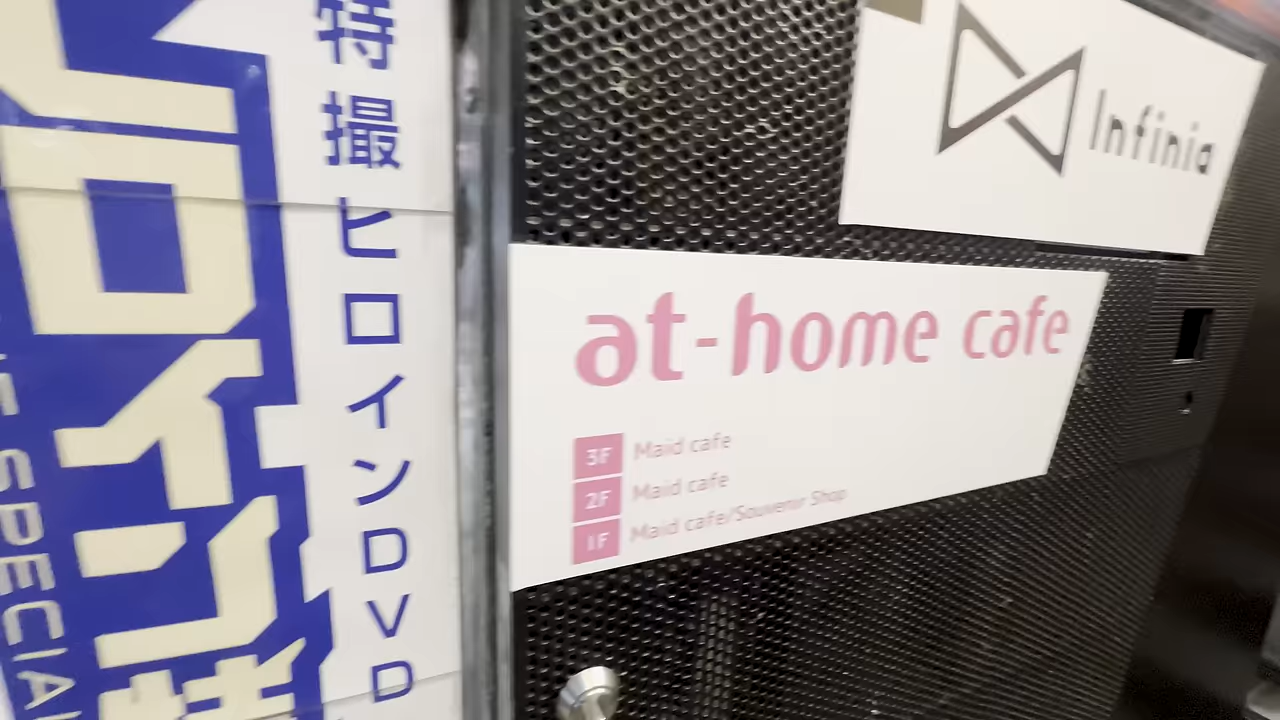 特撮ヒロインDVD
SPECIAL
Infinia
at-home cafe
3F Maid cafe
2F Maid cafe
1F Maid cafe/Souvenir Shop